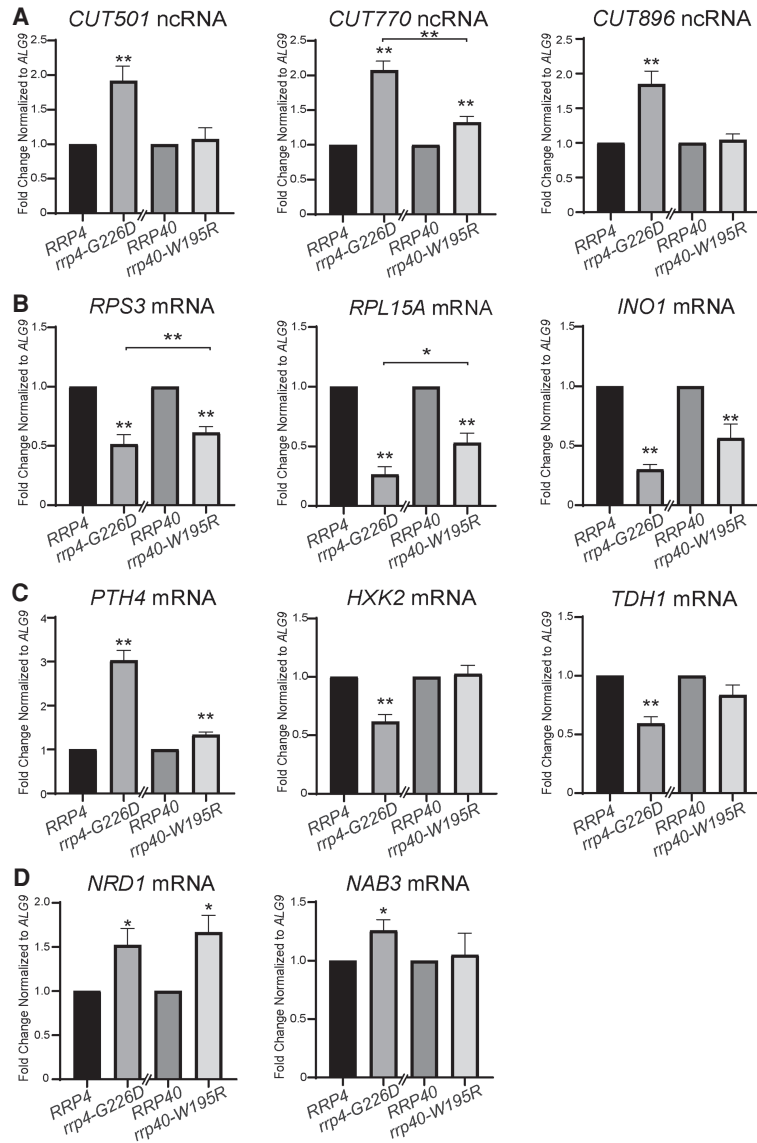 A
CUT501 ncRNA
Fold Change Normalized to ALG9
2.5
2.0
1.5
1.0
0.5
0
**
RRP4
rrp4-G226D
RRP40
rrp40-W195R
CUT770 ncRNA
Fold Change Normalized to ALG9
2.5
2.0
1.5
1.0
0.5
0
**
**
**
RRP4
rrp4-G226D
RRP40
rrp40-W195R
CUT896 ncRNA
Fold Change Normalized to ALG9
2.5
2.0
1.5
1.0
0.5
0
**
RRP4
rrp4-G226D
RRP40
rrp40-W195R
B
RPS3 mRNA
Fold Change Normalized to ALG9
1.5
1.0
0.5
0
**
**
**
RRP4
rrp4-G226D
RRP40
rrp40-W195R
RPL15A mRNA
Fold Change Normalized to ALG9
1.5
1.0
0.5
0
*
**
**
RRP4
rrp4-G226D
RRP40
rrp40-W195R
INO1 mRNA
Fold Change Normalized to ALG9
1.5
1.0
0.5
0
**
**
RRP4
rrp4-G226D
RRP40
rrp40-W195R
C
PTH4 mRNA
Fold Change Normalized to ALG9
4
3
2
1
0
**
**
RRP4
rrp4-G226D
RRP40
rrp40-W195R
HXK2 mRNA
Fold Change Normalized to ALG9
1.5
1.0
0.5
0
**
RRP4
rrp4-G226D
RRP40
rrp40-W195R
TDH1 mRNA
Fold Change Normalized to ALG9
1.5
1.0
0.5
0
**
RRP4
rrp4-G226D
RRP40
rrp40-W195R
D
NRD1 mRNA
Fold Change Normalized to ALG9
2.0
1.5
1.0
0.5
0
*
*
RRP4
rrp4-G226D
RRP40
rrp40-W195R
NAB3 mRNA
Fold Change Normalized to ALG9
1.5
1.0
0.5
0
*
RRP4
rrp4-G226D
RRP40
rrp40-W195R